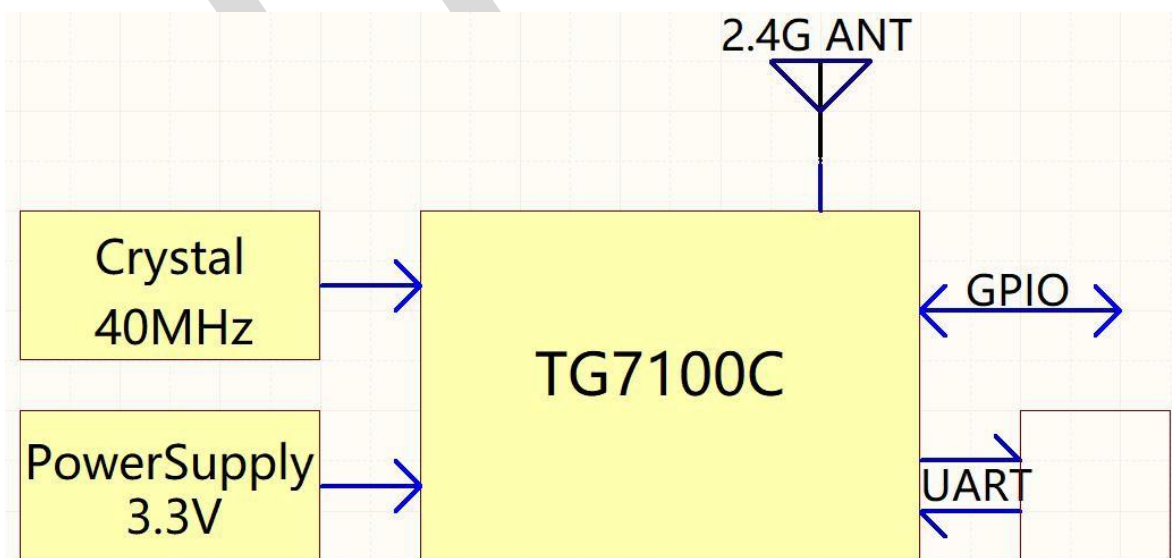 2.4G ANT
Crystal
40MHz
GPIO
TG7100C
PowerSupply
3.3V
UART